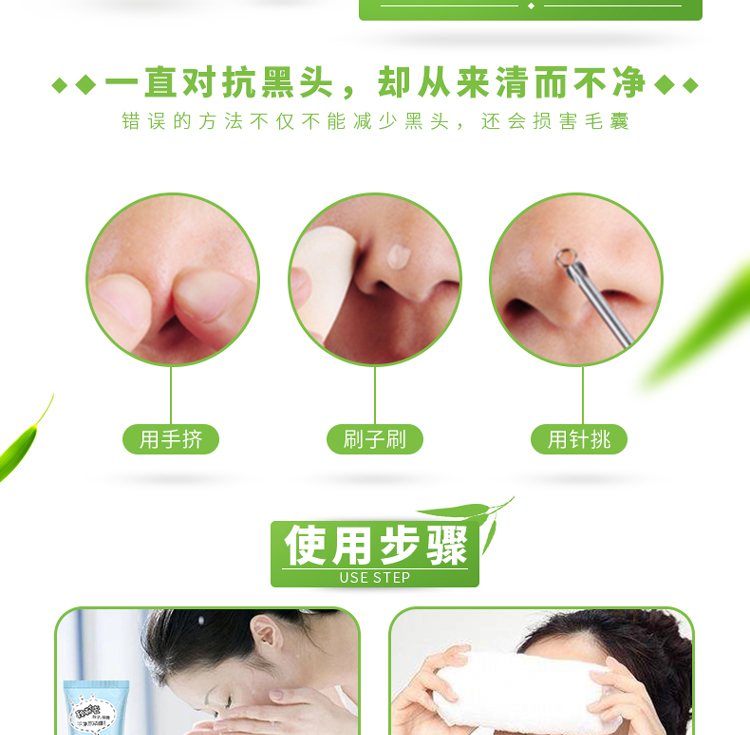 一直对抗黑头，却从来清而不净
错误的方法不仅不能减少黑头，还会损害毛囊
用手挤
刷子刷
用针挑
使用步骤
USE STEP